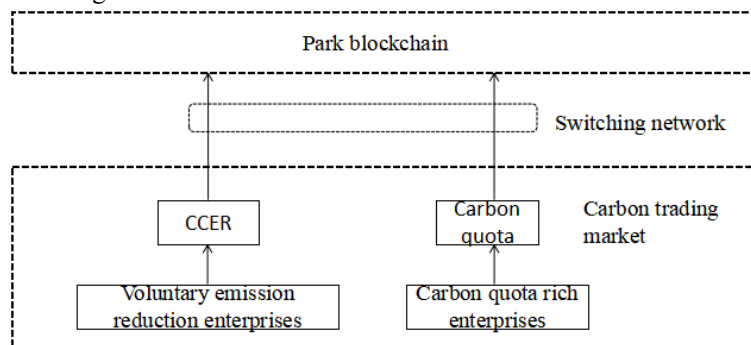 Park blockchain
Switching network
CCER
Carbon
quota
Carbon trading
market
Voluntary emission
reduction enterprises
Carbon quota rich
enterprises